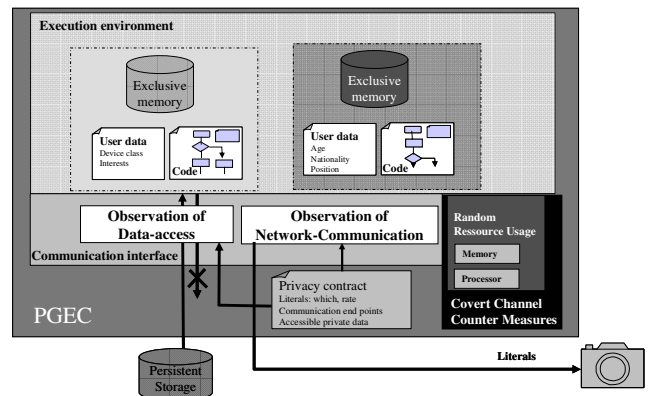 Execution environment
Exclusive
memory
Exclusive
memory
User data
Device class
Interests
Code
User data
Age
Nationality
Position
Code
Observation of
Data-access
Observation of
Network-Communication
Communication interface
Random
Ressource Usage
Memory
Processor
Covert Channel
Counter Measures
Privacy contract
Literals: which, rate
Communication end points
Accessible private data
PGEC
Persistent
Storage
Literals